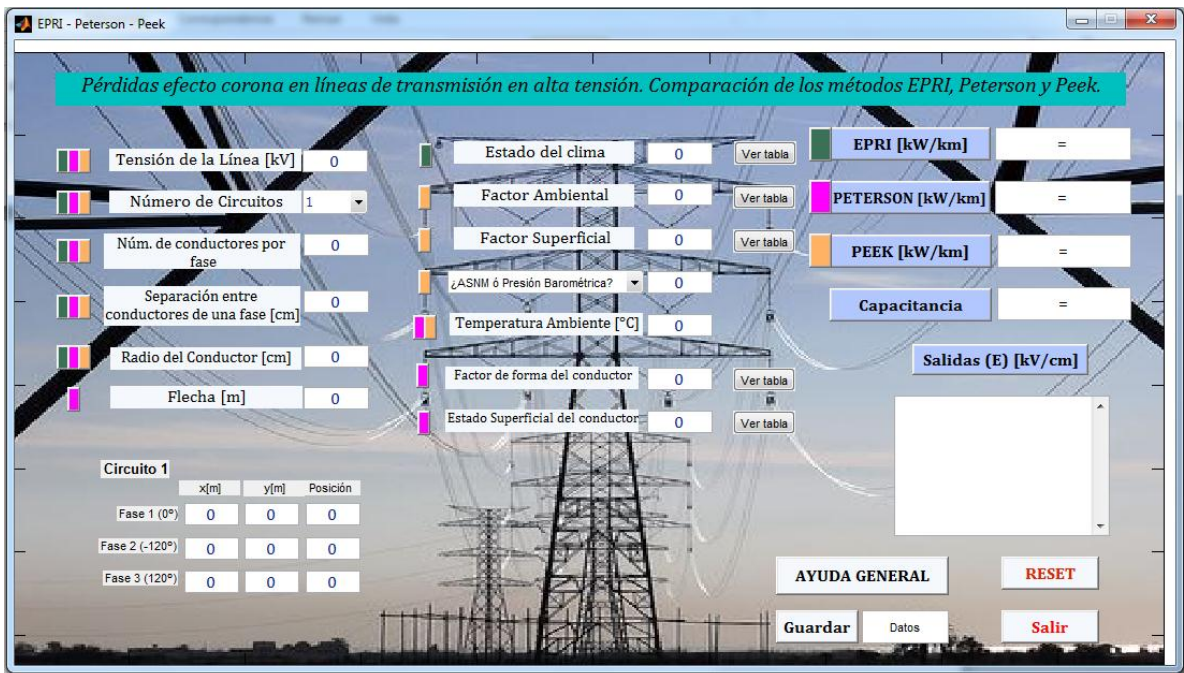 EPRI - Peterson - Peek
Pérdidas efecto corona en líneas de transmisión en alta tensión. Comparación de los métodos EPRI, Peterson y Peek.
Tensión de la Línea [kV] 0
Número de Circuitos 1
Núm. de conductores por
fase 0
Separación entre
conductores de una fase [cm] 0
Radio del Conductor [cm] 0
Flecha [m] 0
Estado del clima 0 Ver tabla
Factor Ambiental 0 Ver tabla
Factor Superficial 0 Ver tabla
¿ASNM ó Presión Barométrica? 0
Temperatura Ambiente [°C] 0
Factor de forma del conductor 0 Ver tabla
Estado Superficial del conductor 0 Ver tabla
EPRI [kW/km] =
PETERSON [kW/km] =
PEEK [kW/km] =
Capacitancia =
Salidas (E) [kV/cm]
Circuito 1
x[m] y[m] Posición
Fase 1 (0º) 0 0 0
Fase 2 (-120º) 0 0 0
Fase 3 (120º) 0 0 0
AYUDA GENERAL RESET
Guardar Datos Salir